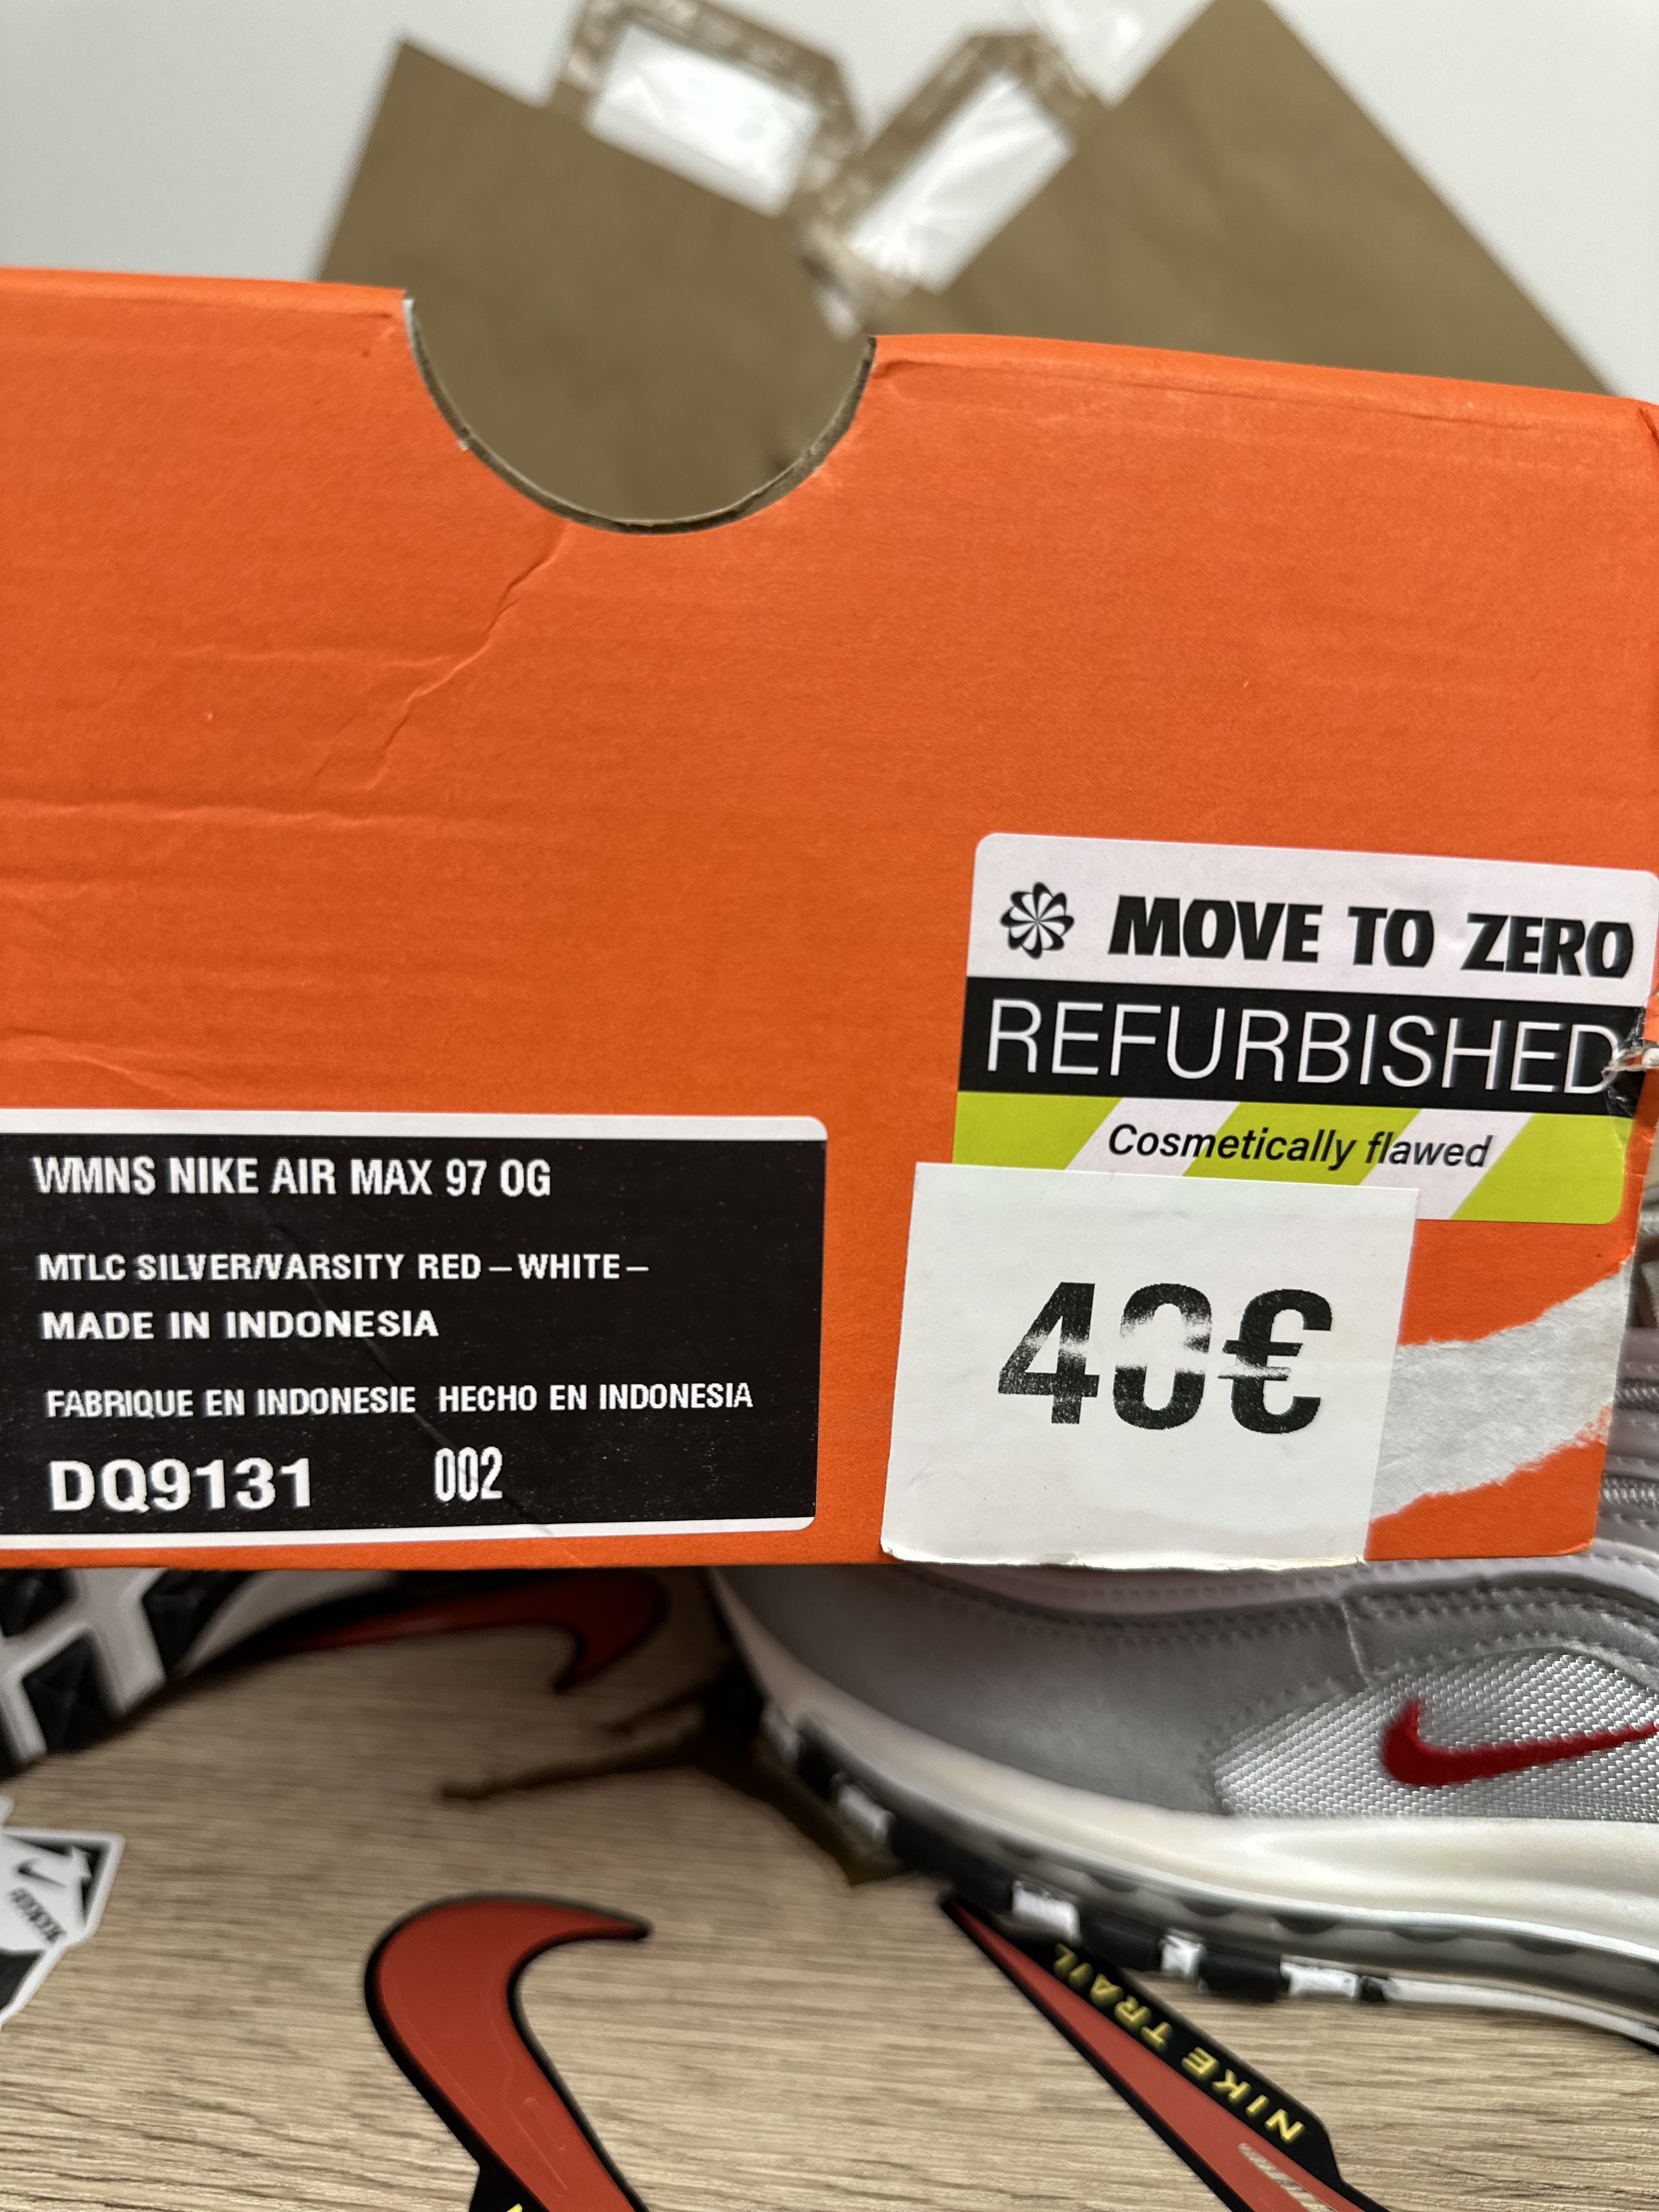 MOVE TO ZERO
REFURBISHED
Cosmetically flawed
40€
WMNS NIKE AIR MAX 97 OG
MTLC SILVER/VARSITY RED – WHITE –
MADE IN INDONESIA
FABRIQUE EN INDONESIE HECHO EN INDONESIA
DQ9131 002
NIKE TRAIL